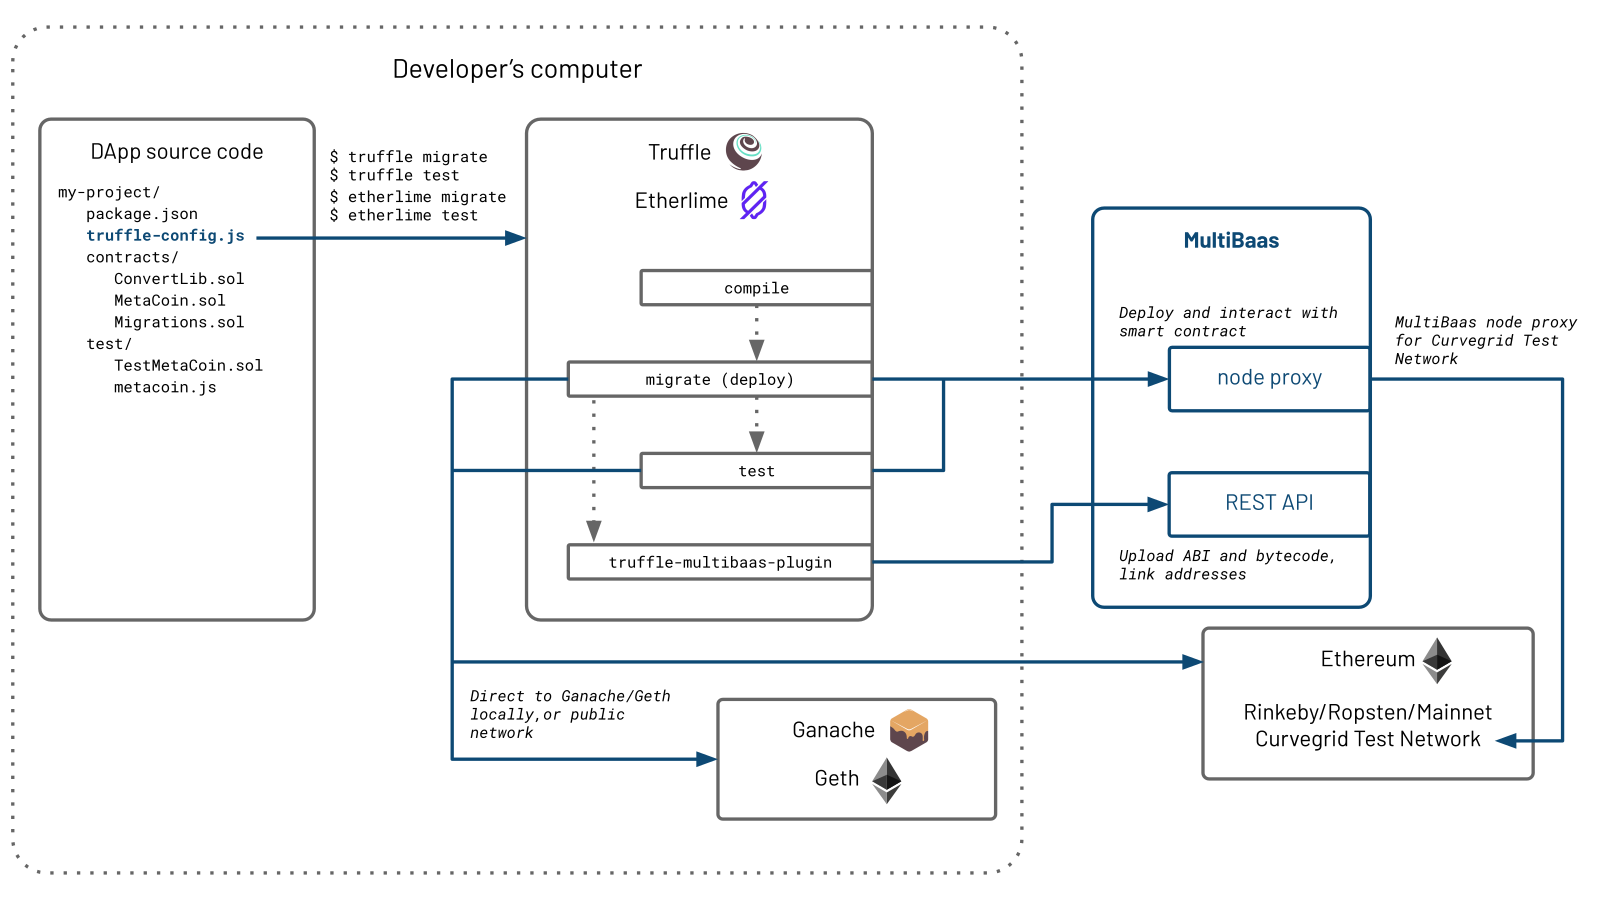 Developer's computer
DApp source code
my-project/
package.json
truffle-config.js
contracts/
ConvertLib.sol
MetaCoin.sol
Migrations.sol
test/
TestMetaCoin.sol
metacoin.js
$ truffle migrate
$ truffle test
$ etherlime migrate
$ etherlime test
Truffle
Etherlime
compile
migrate (deploy)
test
truffle-multibaas-plugin
MultiBaas
Deploy and interact with
smart contract
node proxy
REST API
Upload ABI and bytecode,
link addresses
MultiBaas node proxy
for Curvegrid Test
Network
Direct to Ganache/Geth
locally,or public
network
Ganache
Geth
Ethereum
Rinkeby/Ropsten/Mainnet
Curvegrid Test Network